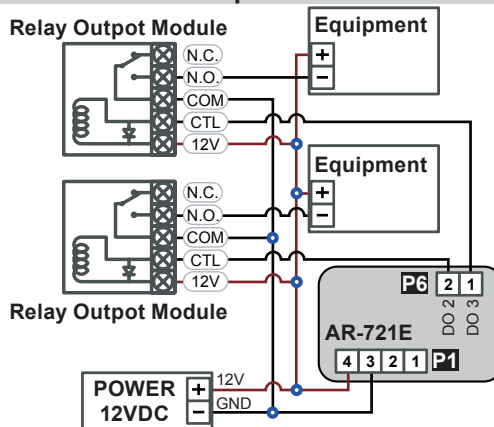 Relay Outpot Module
N.C.
N.O.
COM
CTL
12V
Equipment
+
−
N.C.
N.O.
COM
CTL
12V
Relay Outpot Module
Equipment
+
−
P6
2 1
DO 2
DO 3
AR-721E
4 3 2 1 P1
POWER
12VDC
+
−
12V
GND